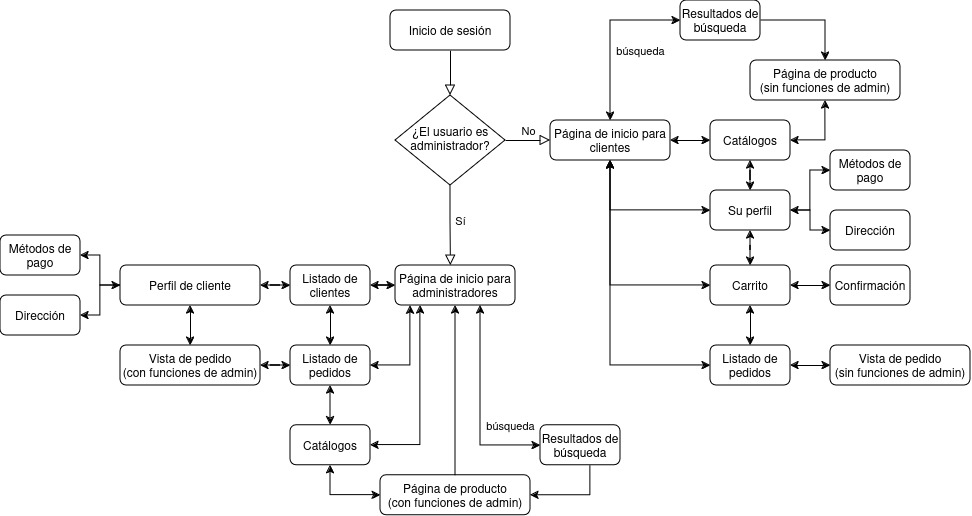 Inicio de sesión
Resultados de
búsqueda
búsqueda
Página de producto
(sin funciones de admin)
¿El usuario es
administrador?
No
Página de inicio para
clientes
Catálogos
Métodos de
pago
Su perfil
Dirección
Sí
Métodos de
pago
Dirección
Perfil de cliente
Listado de
clientes
Página de inicio para
administradores
Carrito
Confirmación
Vista de pedido
(con funciones de admin)
Listado de
pedidos
Listado de
pedidos
Vista de pedido
(sin funciones de admin)
Catálogos
búsqueda
Resultados de
búsqueda
Página de producto
(con funciones de admin)